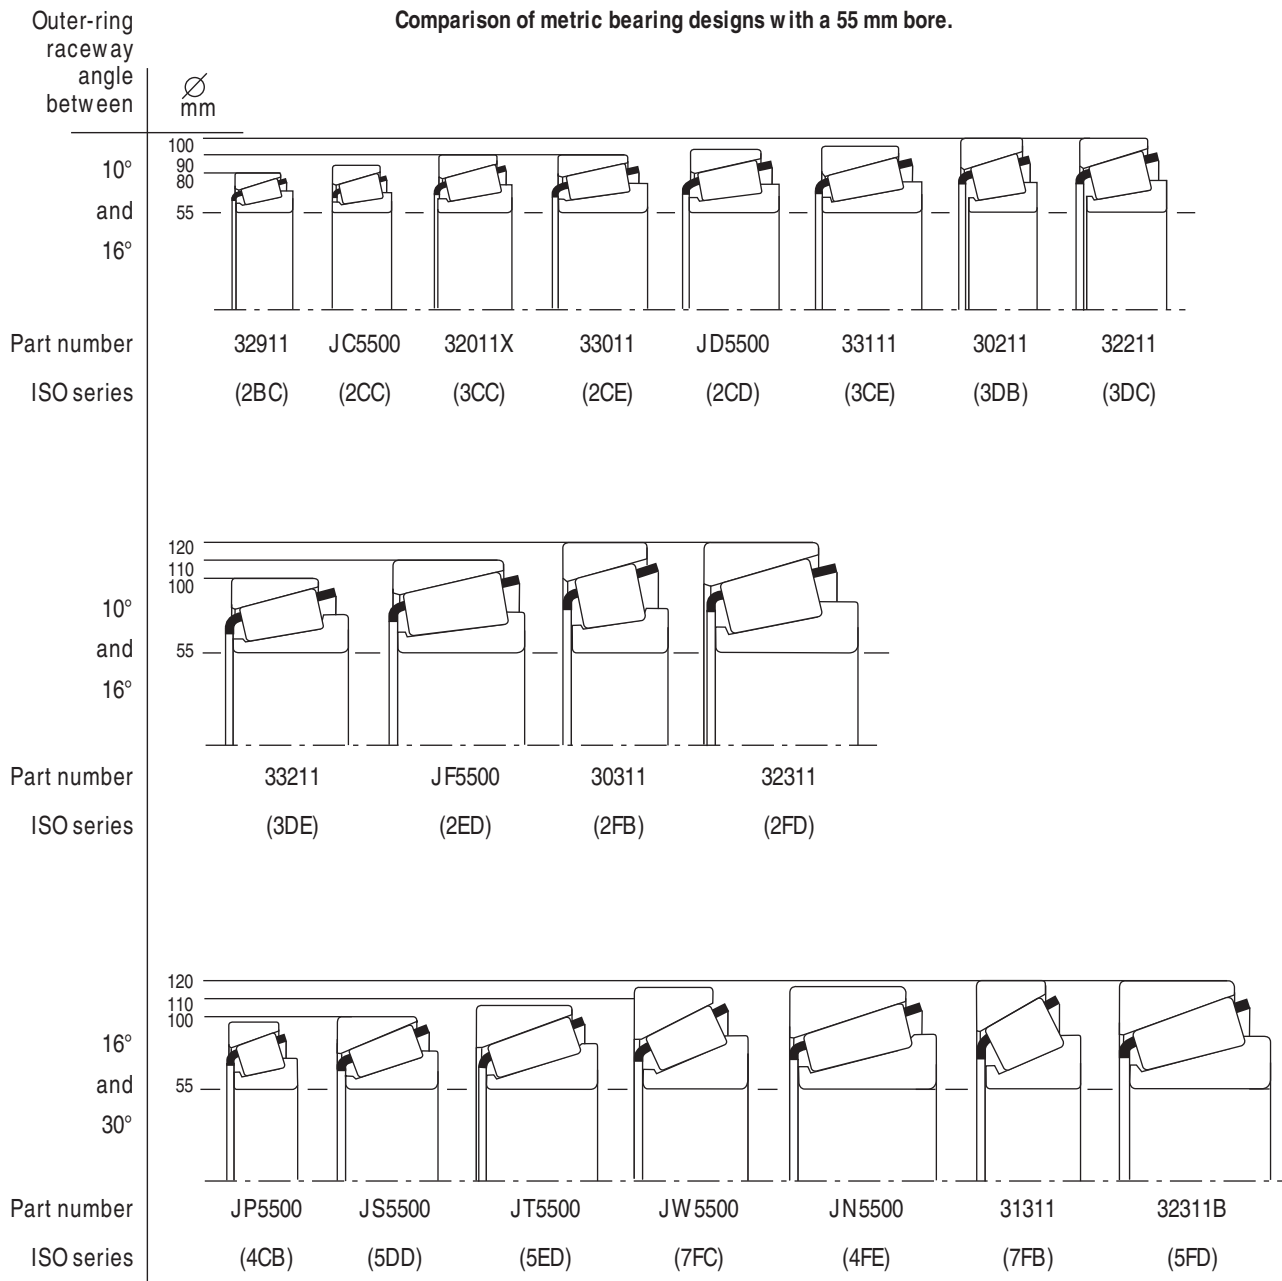 Comparison of metric bearing designs with a 55 mm bore.
Outer-ring
raceway
angle
between
Ø
mm
100
90
80
55
10°
and
16°
Part number 32911 JC5500 32011X 33011 JD5500 33111 30211 32211
ISO series (2BC) (2CC) (3CC) (2CE) (2CD) (3CE) (3DB) (3DC)
120
110
100
55
10°
and
16°
Part number 33211 JF5500 30311 32311
ISO series (3DE) (2ED) (2FB) (2FD)
120
110
100
55
16°
and
30°
Part number JP5500 JS5500 JT5500 JW5500 JN5500 31311 32311B
ISO series (4CB) (5DD) (5ED) (7FC) (4FE) (7FB) (5FD)